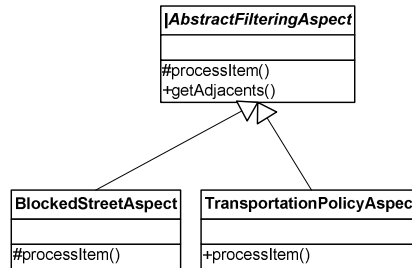 |AbstractFilteringAspect
#processItem()
+getAdjacents()
BlockedStreetAspect
#processItem()
TransportationPolicyAspec
+processItem()